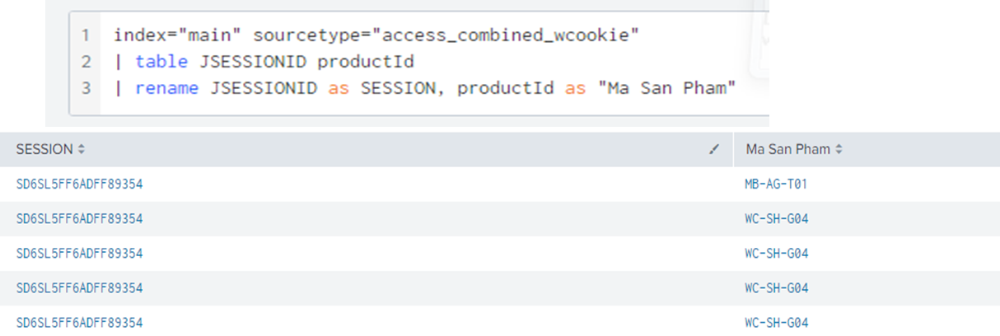 1 index="main" sourcetype="access_combined_wcookie"
2 | table JSESSIONID productId
3 | rename JSESSIONID as SESSION, productId as "Ma San Pham"
SESSION Ma San Pham
SD6SL5FF6ADFF89354 MB-AG-T01
SD6SL5FF6ADFF89354 WC-SH-G04
SD6SL5FF6ADFF89354 WC-SH-G04
SD6SL5FF6ADFF89354 WC-SH-G04
SD6SL5FF6ADFF89354 WC-SH-G04